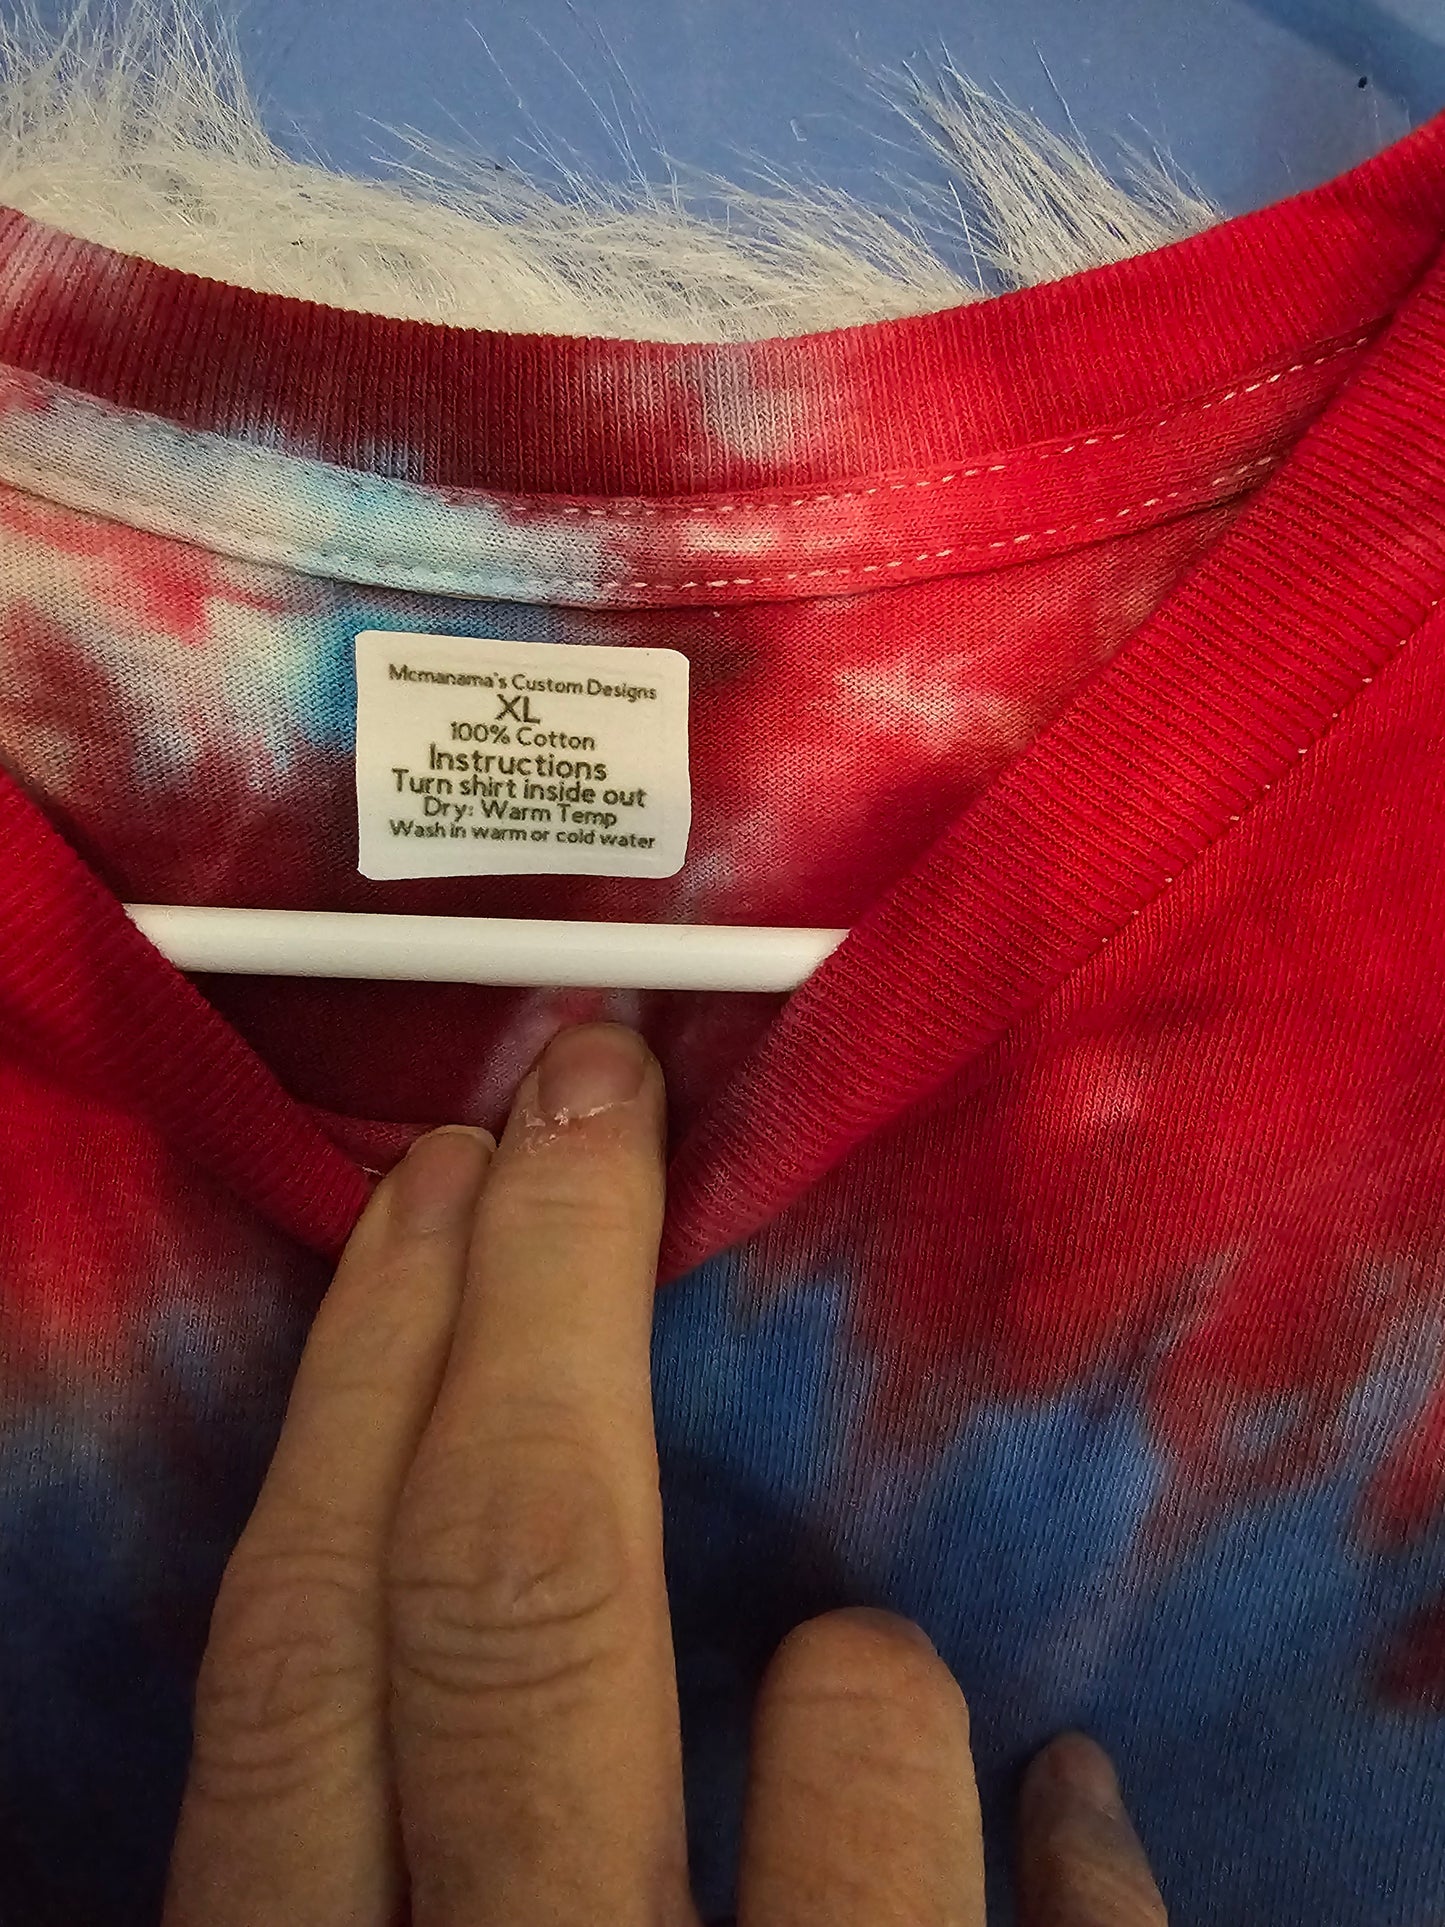 Mcmanama's Custom Designs
XL
100% Cotton
Instructions
Turn shirt inside out
Dry: Warm Temp
Wash in warm or cold water